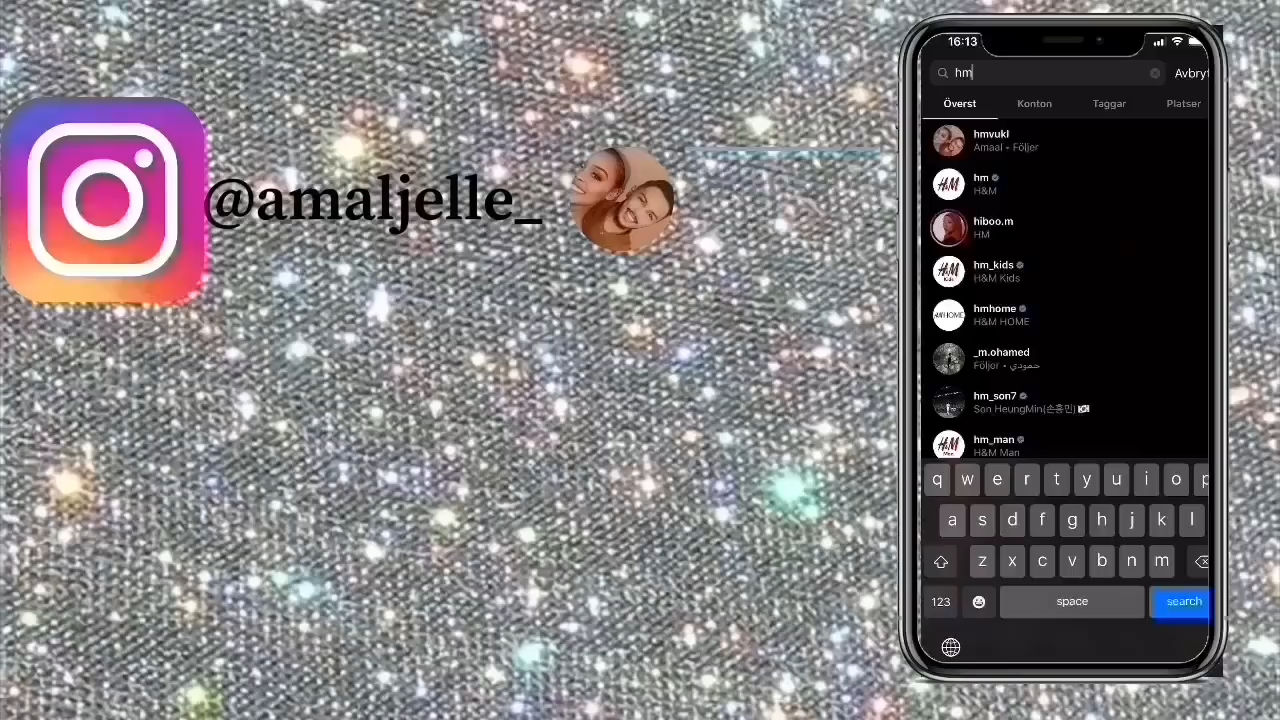 @amaljelle_
16:13
hm
Avbryt
Överst
Konton
Taggar
Platser
hmvukl
Amaal • Följer
hm
H&M
hiboo.m
HM
hm_kids
H&M Kids
hmhome
H&M HOME
_m.ohamed
Följer • حمودي
hm_son7
Son HeungMin(손흥민)
hm_man
H&M Man
q w e r t y u i o p
a s d f g h j k l
z x c v b n m
123
space
search